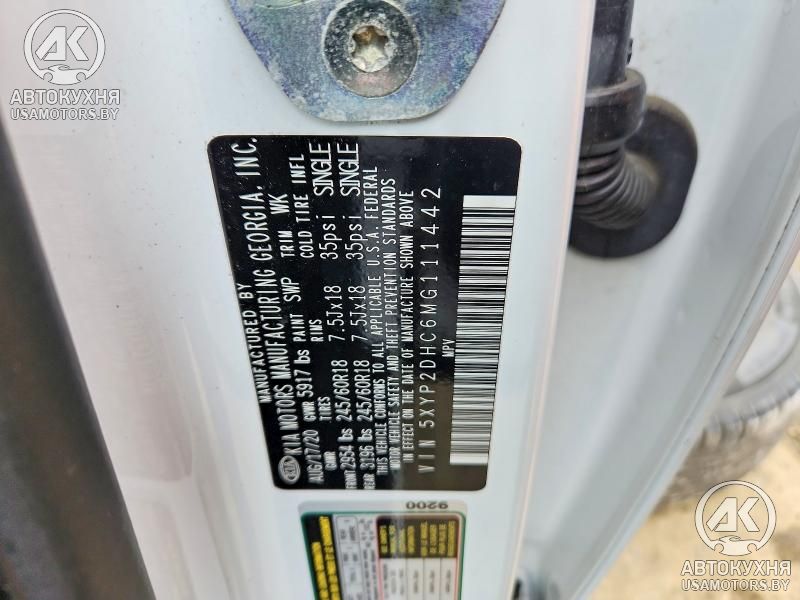 АВТОКУХНЯ
USAMOTORS.BY
MANUFACTURED BY
KIA
KIA MOTORS MANUFACTURING GEORGIA, INC.
AUG/17/20 GVWR 5917 lbs PAINT SWP TRIM WK
GWR TIRES RIMS COLD TIRE INFL
FRONT 2954 lbs 245/60R18 7.5Jx18 35psi SINGLE
REAR 3196 lbs 245/60R18 7.5Jx18 35psi SINGLE
THIS VEHICLE CONFORMS TO ALL APPLICABLE U.S.A. FEDERAL
MOTOR VEHICLE SAFETY AND THEFT PREVENTION STANDARDS
IN EFFECT ON THE DATE OF MANUFACTURE SHOWN ABOVE
VIN 5XYP2DHC6MG111442
MPV
9200
АВТОКУХНЯ
USAMOTORS.BY